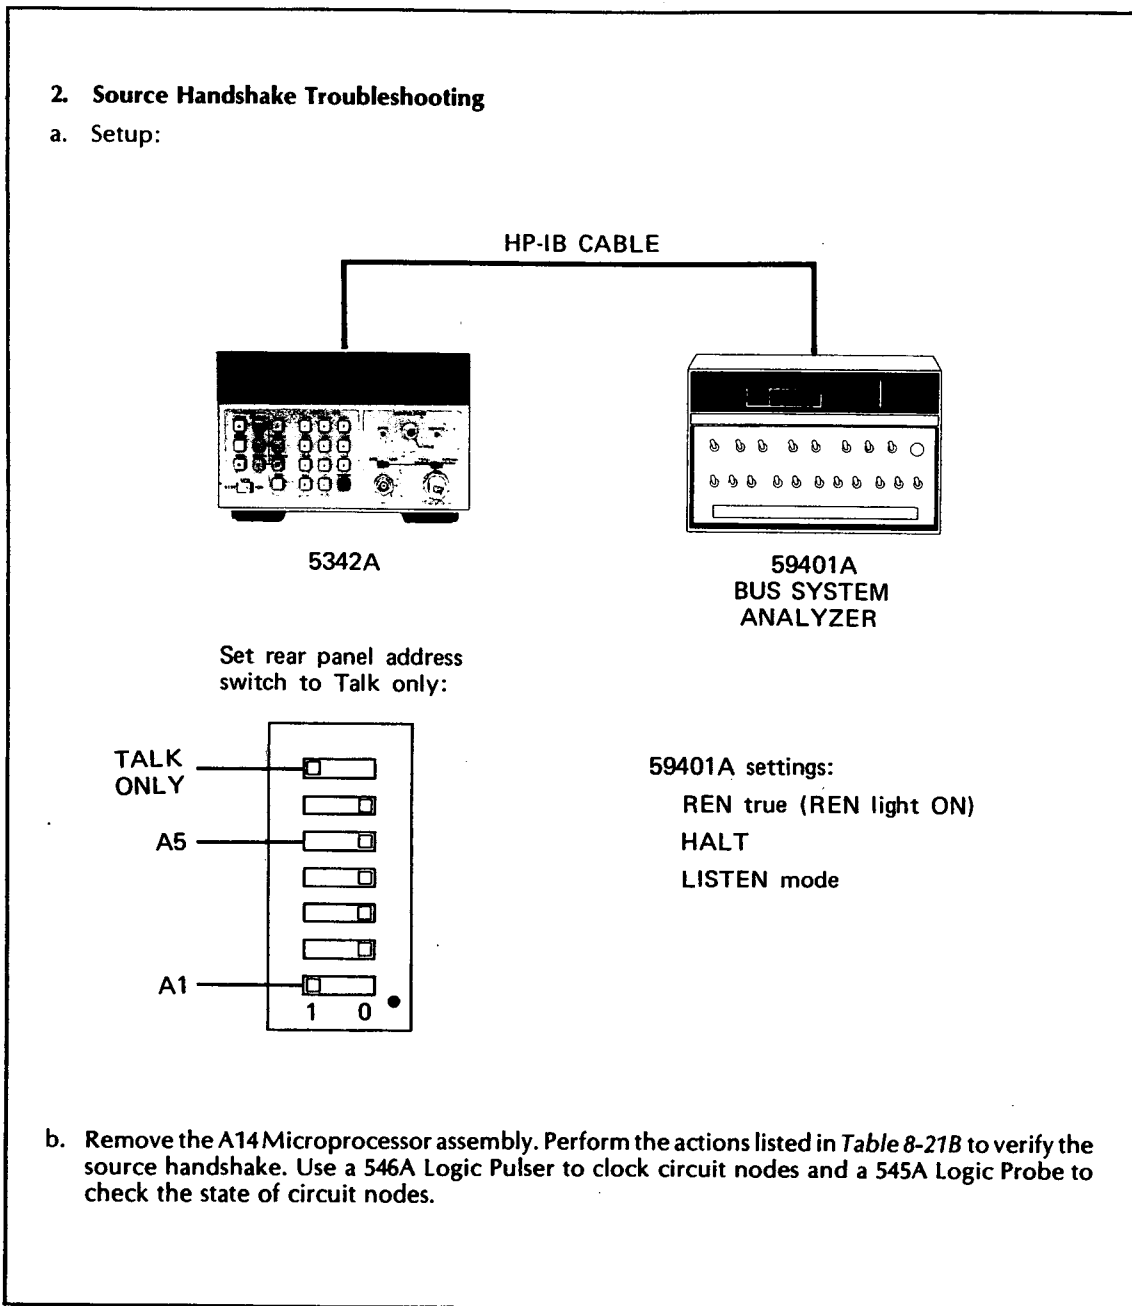 2. Source Handshake Troubleshooting
a. Setup:
HP-IB CABLE
5342A
59401A
BUS SYSTEM
ANALYZER
Set rear panel address
switch to Talk only:
TALK
ONLY
A5
A1
1 0
59401A settings:
REN true (REN light ON)
HALT
LISTEN mode
b. Remove the A14 Microprocessor assembly. Perform the actions listed in Table 8-21B to verify the
source handshake. Use a 546A Logic Pulser to clock circuit nodes and a 545A Logic Probe to
check the state of circuit nodes.